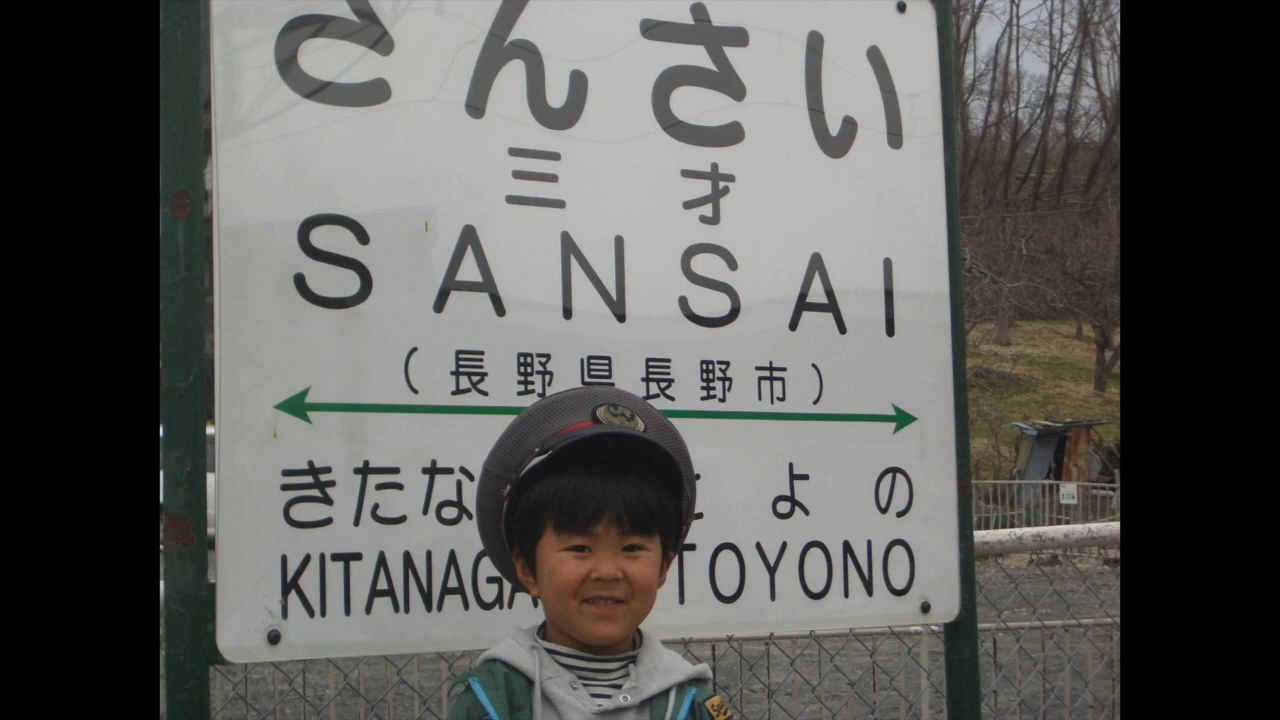 さんさい
三才
SANSAI
(長野県長野市)
きたな とよの
KITANAGA TOYONO